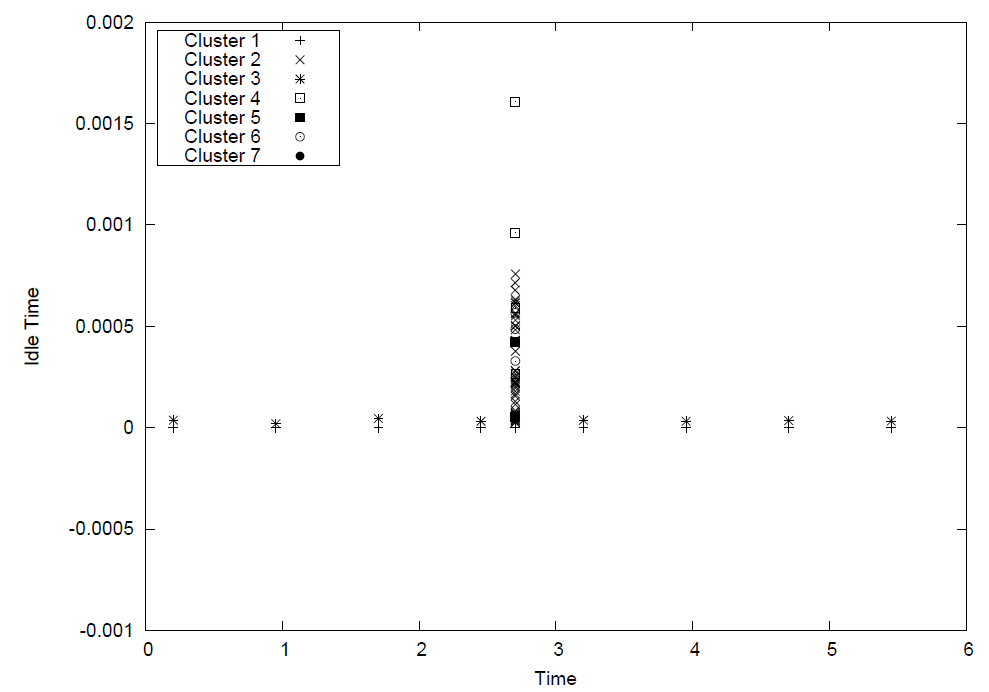 0.002
0.0015
0.001
0.0005
0
-0.0005
-0.001
Idle Time
Cluster 1
Cluster 2
Cluster 3
Cluster 4
Cluster 5
Cluster 6
Cluster 7
0 1 2 3 4 5 6
Time